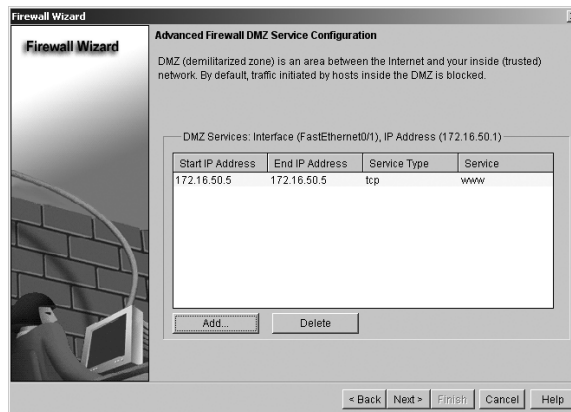 Firewall Wizard
Firewall Wizard
Advanced Firewall DMZ Service Configuration
DMZ (demilitarized zone) is an area between the Internet and your inside (trusted)
network. By default, traffic initiated by hosts inside the DMZ is blocked.
DMZ Services: Interface (FastEthernet0/1), IP Address (172.16.50.1)
Start IP Address End IP Address Service Type Service
172.16.50.5 172.16.50.5 tcp www
Add... Delete
< Back Next > Finish Cancel Help